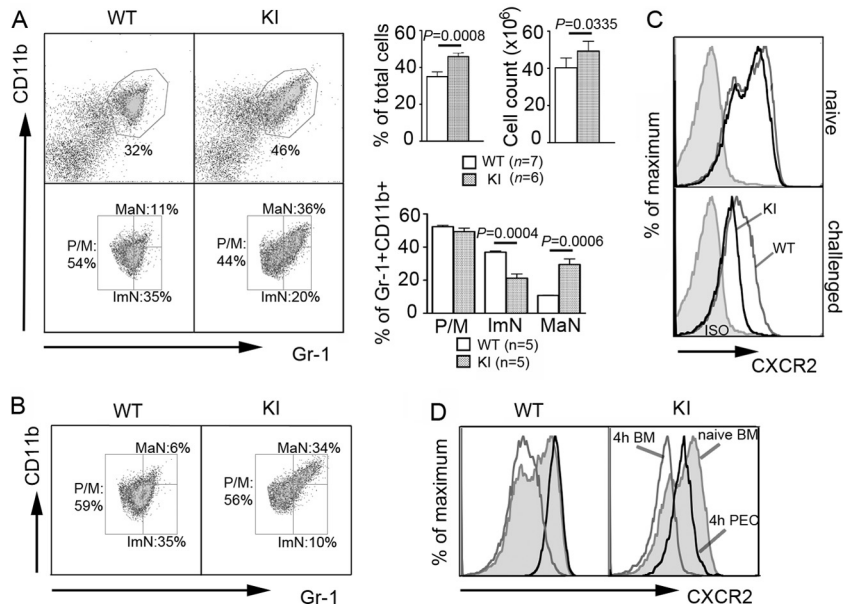 A
WT
KI
CD11b
32%
46%
MaN:11%
P/M:
54%
ImN:35%
MaN:36%
P/M:
44%
ImN:20%
Gr-1
% of total cells
60
40
20
0
P=0.0008
Cell count (x10⁶)
60
40
20
0
P=0.0335
WT (n=7)
KI (n=6)
% of Gr-1+CD11b+
60
40
20
0
P=0.0004
P=0.0006
P/M ImN MaN
WT (n=5)
KI (n=5)
C
% of maximum
naive
challenged
KI
WT
ISO
CXCR2
B
WT
KI
CD11b
MaN:6%
P/M:
59%
ImN:35%
MaN:34%
P/M:
56%
ImN:10%
Gr-1
D
WT
KI
% of maximum
4h BM
naive BM
4h PEC
CXCR2